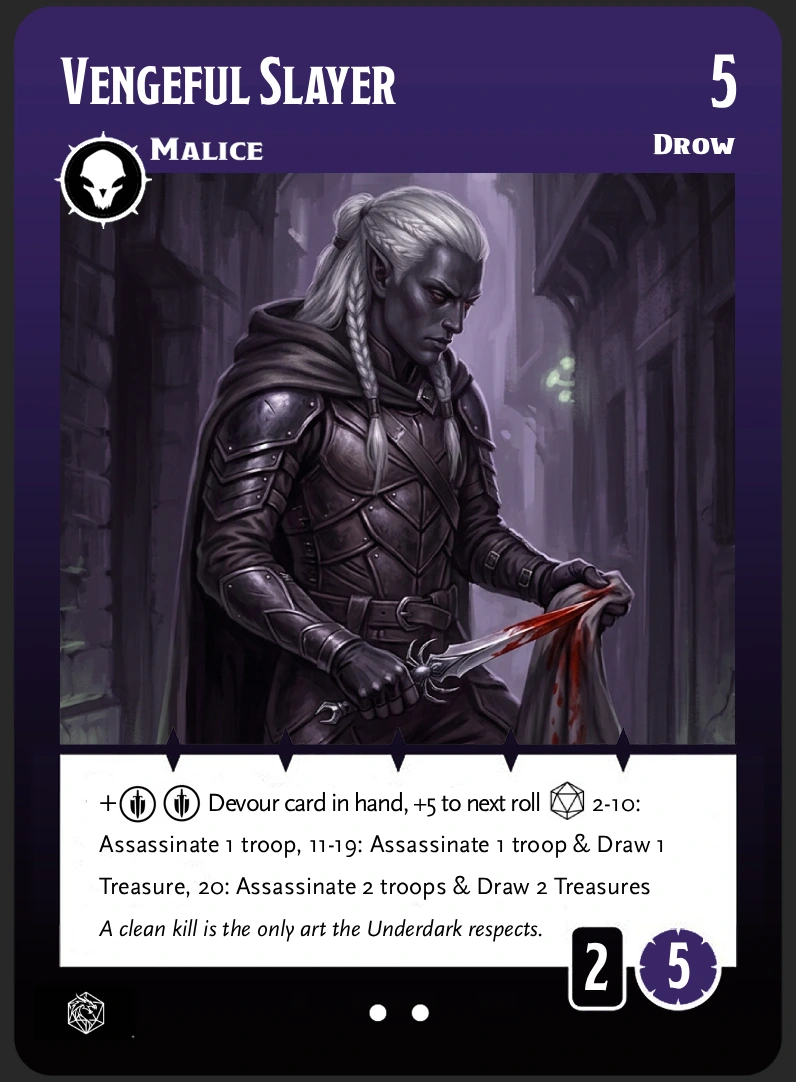 Vengeful Slayer 5
Malice Drow
+ Devour card in hand, +5 to next roll 2-10:
Assassinate 1 troop, 11-19: Assassinate 1 troop & Draw 1
Treasure, 20: Assassinate 2 troops & Draw 2 Treasures
A clean kill is the only art the Underdark respects.
2 5